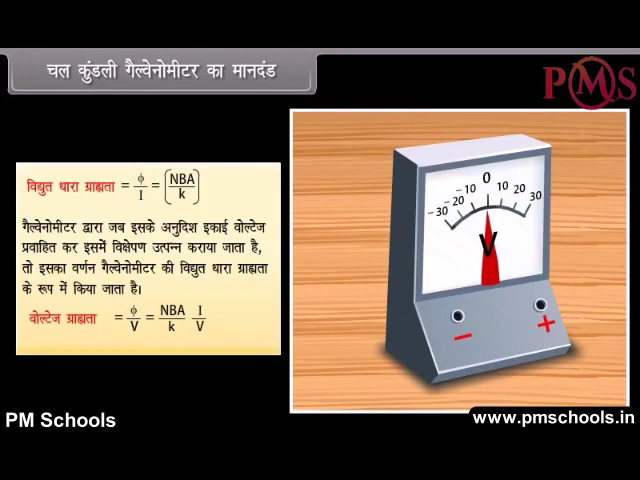 चल कुंडली गैल्वेनोमीटर का मानदंड
PMS
विद्युत धारा ग्राह्यता = ϕ/I = (NBA/k)
गैल्वेनोमीटर द्वारा जब इसके अनुदिश इकाई वोल्टेज
प्रवाहित कर इसमें विक्षेपण उत्पन्न कराया जाता है,
तो इसका वर्णन गैल्वेनोमीटर की विद्युत धारा ग्राह्यता
के रूप में किया जाता है।
वोल्टेज ग्राह्यता = ϕ/V = NBA/k I/V
-30 -20 -10 0 10 20 30
V
- +
PM Schools
www.pmschools.in